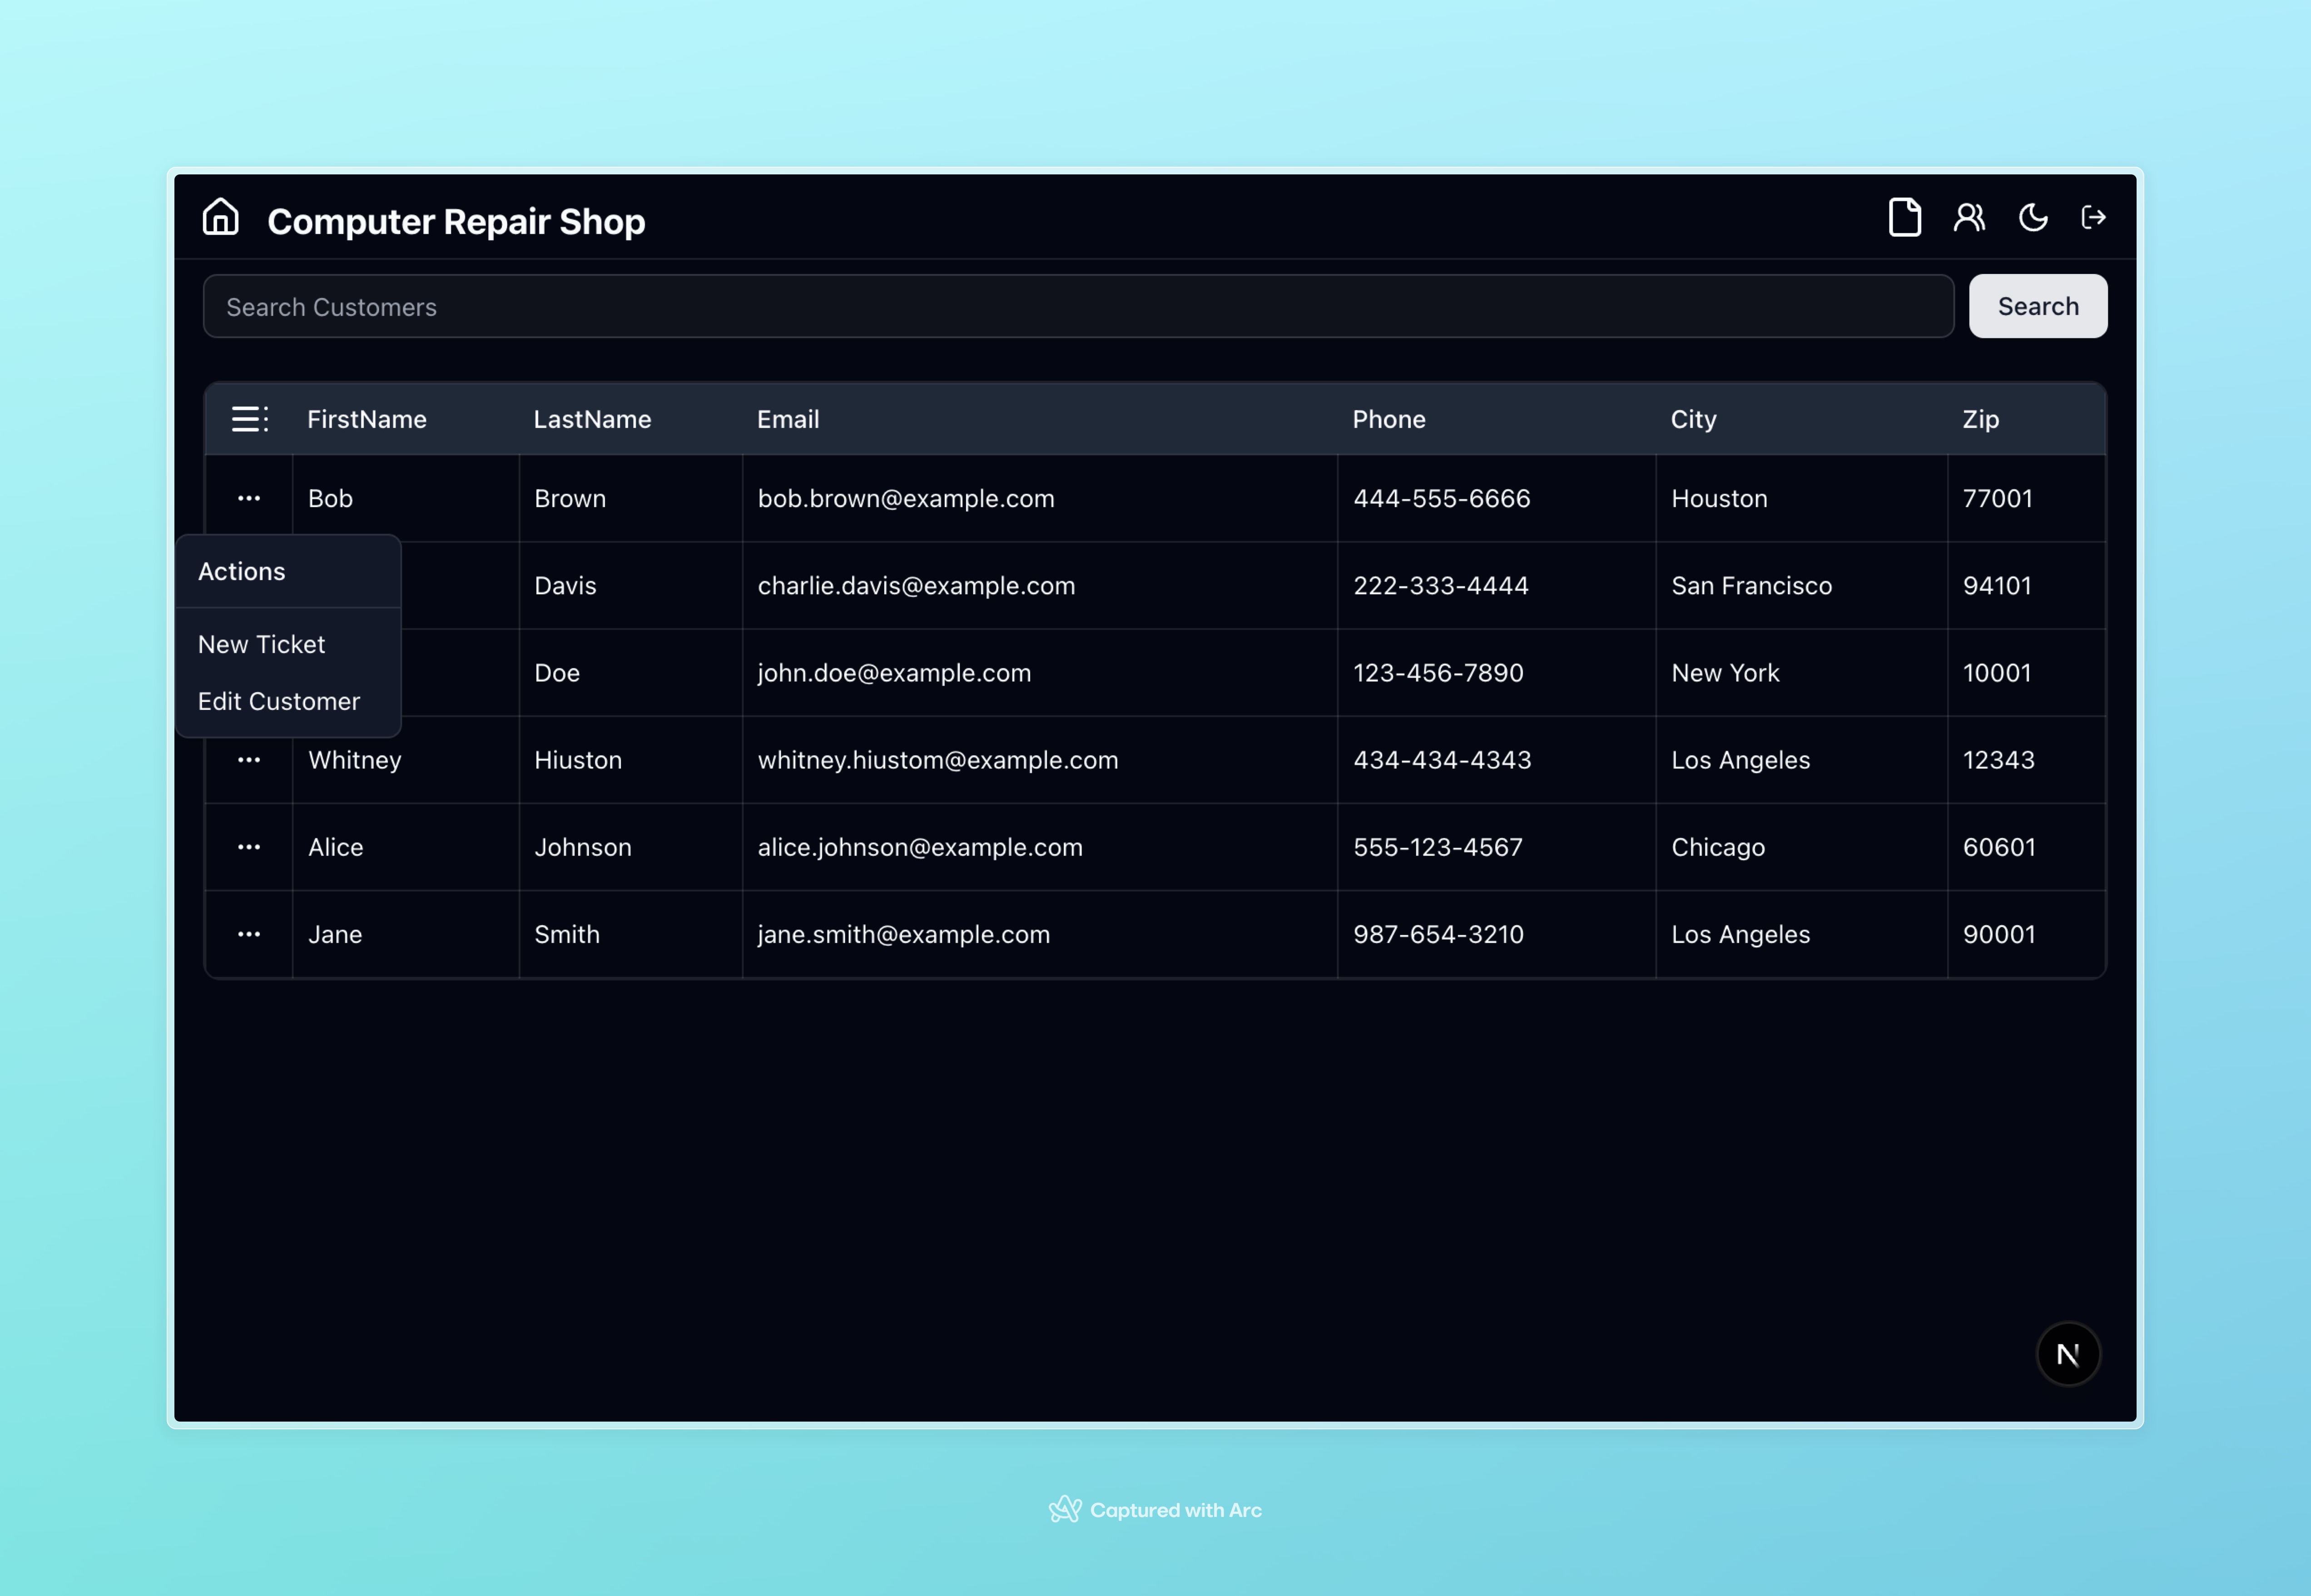 Computer Repair Shop
Search Customers
Search
FirstName LastName Email Phone City Zip
Bob Brown bob.brown@example.com 444-555-6666 Houston 77001
Actions
Davis charlie.davis@example.com 222-333-4444 San Francisco 94101
New Ticket
Doe john.doe@example.com 123-456-7890 New York 10001
Edit Customer
Whitney Hiuston whitney.hiustom@example.com 434-434-4343 Los Angeles 12343
Alice Johnson alice.johnson@example.com 555-123-4567 Chicago 60601
Jane Smith jane.smith@example.com 987-654-3210 Los Angeles 90001
N
Captured with Arc